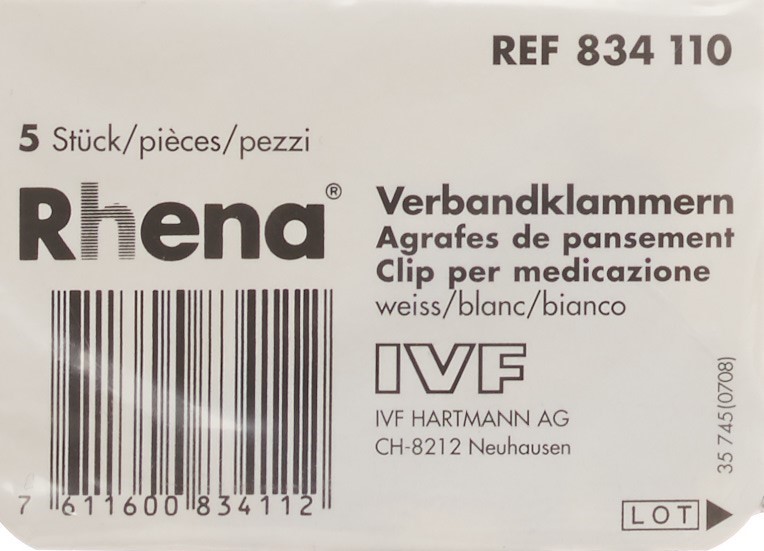 REF 834 110
5 Stück/pièces/pezzi
Rhena®
Verbandklammern
Agrafes de pansement
Clip per medicazione
weiss/blanc/bianco
IVF
IVF HARTMANN AG
CH-8212 Neuhausen
35 745(0708)
7 611600 834112
LOT